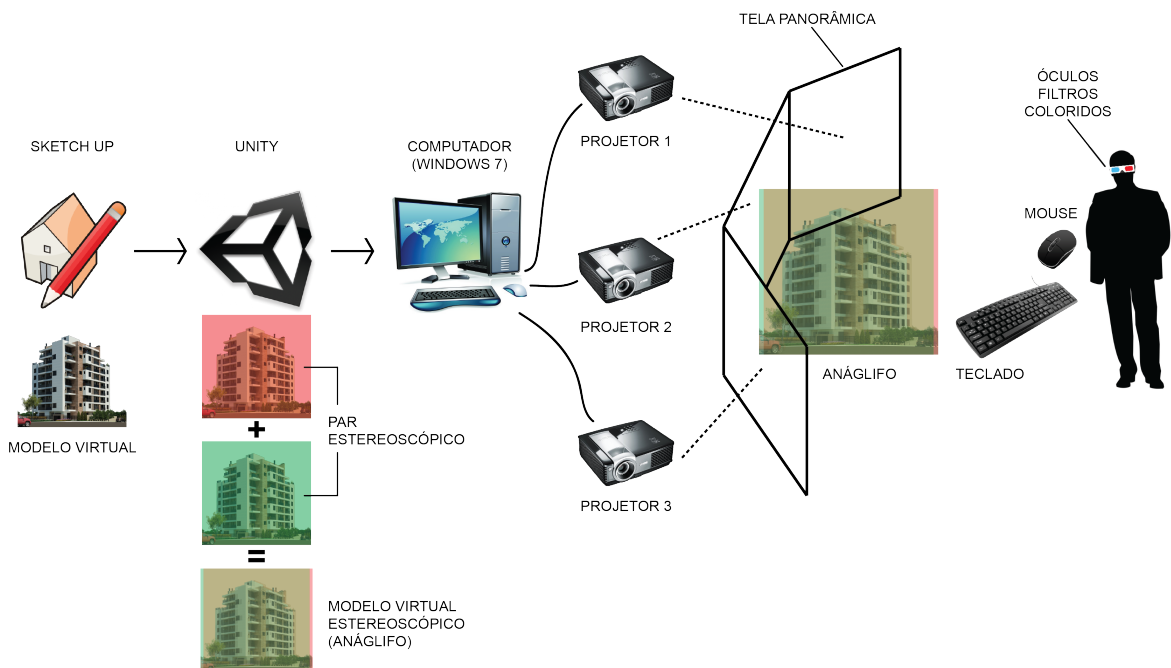 TELA PANORÂMICA
ÓCULOS
FILTROS
COLORIDOS
SKETCH UP
UNITY
COMPUTADOR
(WINDOWS 7)
PROJETOR 1
MOUSE
PROJETOR 2
ANÁGLIFO
TECLADO
PAR
ESTEREOSCÓPICO
MODELO VIRTUAL
+
PROJETOR 3
=
MODELO VIRTUAL
ESTEREOSCÓPICO
(ANÁGLIFO)